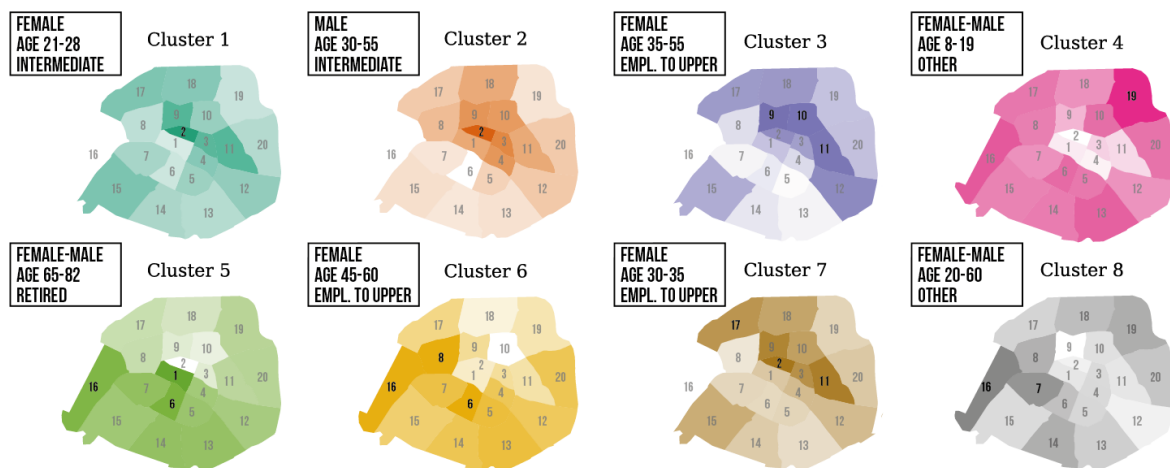 FEMALE
AGE 21-28
INTERMEDIATE
Cluster 1
17 18 19
8 9 10
2
16 7 1 3 11 20
6 4
15 5 12
14 13
MALE
AGE 30-55
INTERMEDIATE
Cluster 2
17 18 19
8 9 10
2
16 7 1 3 11 20
6 4
15 5 12
14 13
FEMALE
AGE 35-55
EMPL. TO UPPER
Cluster 3
17 18 19
8 9 10
2
16 7 1 3 11 20
6 4
15 5 12
14 13
FEMALE-MALE
AGE 8-19
OTHER
Cluster 4
17 18 19
8 9 10
2
16 7 1 3 11 20
6 4
15 5 12
14 13
FEMALE-MALE
AGE 65-82
RETIRED
Cluster 5
17 18 19
8 9 10
2
16 7 1 3 11 20
6 4
15 5 12
14 13
FEMALE
AGE 45-60
EMPL. TO UPPER
Cluster 6
17 18 19
8 9 10
2
16 7 1 3 11 20
6 4
15 5 12
14 13
FEMALE
AGE 30-35
EMPL. TO UPPER
Cluster 7
17 18 19
8 9 10
2
16 7 1 3 11 20
6 4
15 5 12
14 13
FEMALE-MALE
AGE 20-60
OTHER
Cluster 8
17 18 19
8 9 10
2
16 7 1 3 11 20
6 4
15 5 12
14 13